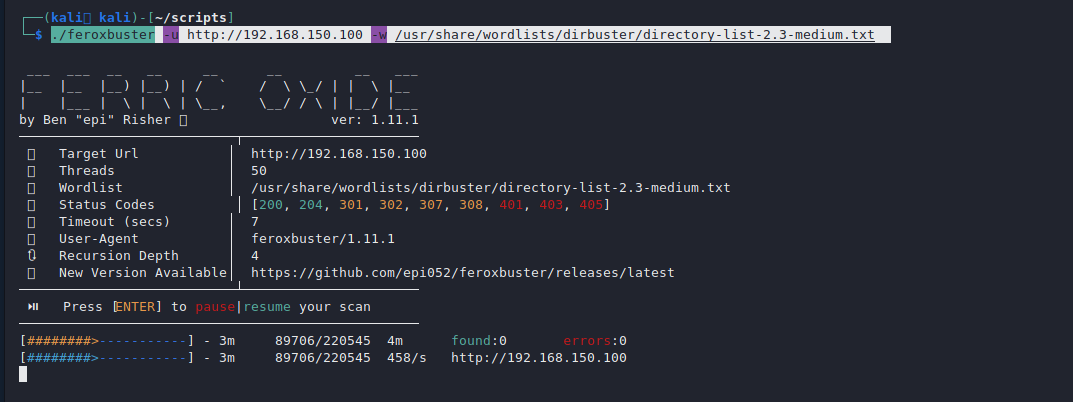 (kali kali)-[~/scripts]
$ ./feroxbuster -u http://192.168.150.100 -w /usr/share/wordlists/dirbuster/directory-list-2.3-medium.txt
 ___  ___  __   __     __      __         __   ___
|__  |__  |__) |__) | /  `    /  \ \_/ | |  \ |__
|    |___ |  \ |  \ | \__,    \__/ / \ | |__/ |___
by Ben "epi" Risher ver: 1.11.1
Target Url │ http://192.168.150.100
Threads │ 50
Wordlist │ /usr/share/wordlists/dirbuster/directory-list-2.3-medium.txt
Status Codes │ [200, 204, 301, 302, 307, 308, 401, 403, 405]
Timeout (secs) │ 7
User-Agent │ feroxbuster/1.11.1
Recursion Depth │ 4
New Version Available │ https://github.com/epi052/feroxbuster/releases/latest
⏯ Press [ENTER] to pause|resume your scan
[########>-----------] - 3m 89706/220545 4m found:0 errors:0
[########>-----------] - 3m 89706/220545 458/s http://192.168.150.100